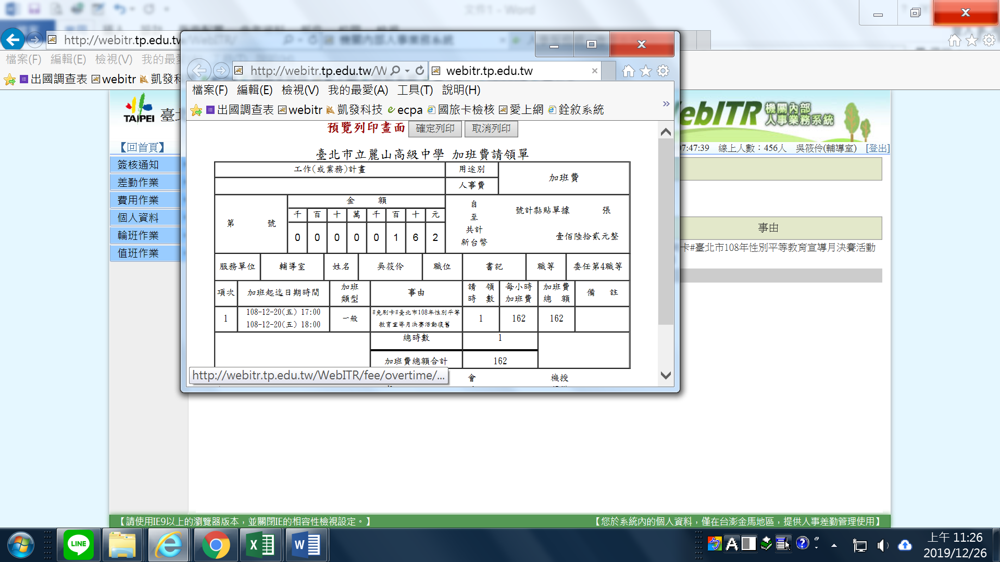 文件1 - Word
http://webitr.tp.edu.tw/WebITR/
機關內部人事業務系統
檔案(F) 編輯(E) 檢視(V) 我的最愛
出國調查表 webitr 凱發科
http://webitr.tp.edu.tw/W
webitr.tp.edu.tw
檔案(F) 編輯(E) 檢視(V) 我的最愛(A) 工具(T) 說明(H)
出國調查表 webitr 凱發科技 ecpa 國旅卡檢核 愛上網 銓敘系統
TAIPEI 臺北
WebITR 機關內部人事業務系統
7:47:39 線上人數：456人 吳筱伶(輔導室) [登出]
【回首頁】
簽核通知
差勤作業
費用作業
個人資料
輪班作業
值班作業
事由
卡#臺北市108年性別平等教育宣導月決賽活動
預覽列印畫面 確定列印 取消列印
臺北市立麗山高級中學 加班費請領單
工作(或業務)計畫 用途別 加班費
人事費
金 額
千 百 十 萬 千 百 十 元
第 號
0 0 0 0 0 1 6 2
自
至
共計
新台幣
號計黏貼單據 張
壹佰陸拾貳元整
服務單位 輔導室 姓名 吳筱伶 職位 書記 職等 委任第4職等
項次 加班起迄日期時間 加班類型 事由 請領時數 每小時加班費 加班費總額 備註
1 108-12-20(五) 17:00 108-12-20(五) 18:00 一般 #免刷卡#臺北市108年性別平等教育宣導月決賽活動復舊 1 162 162
總時數 1
加班費總額合計 162
會 機授
http://webitr.tp.edu.tw/WebITR/fee/overtime/...
【請使用IE9以上的瀏覽器版本，並關閉IE的相容性檢視設定。】
【您於系統內的個人資料，僅在台澎金馬地區，提供人事差勤管理使用】
LINE
上午 11:26
2019/12/26